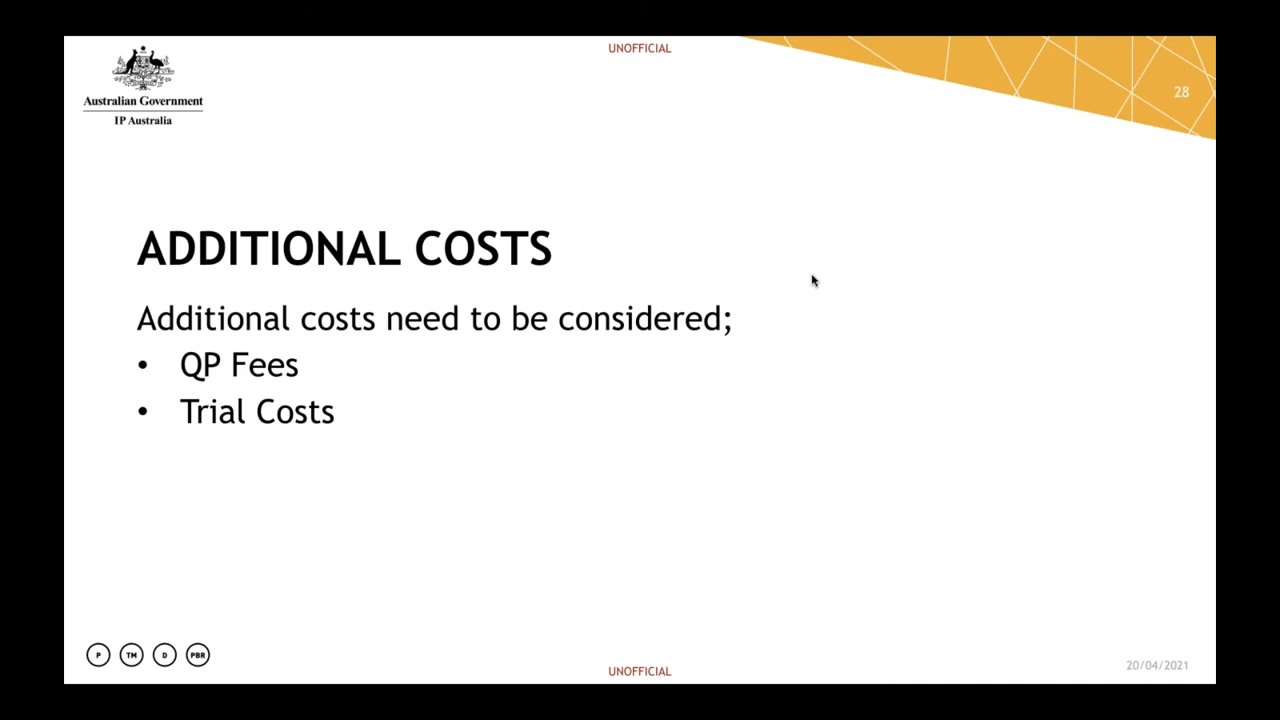 UNOFFICIAL
28
Australian Government
IP Australia
ADDITIONAL COSTS
Additional costs need to be considered;
• QP Fees
• Trial Costs
P TM D PBR
UNOFFICIAL
20/04/2021